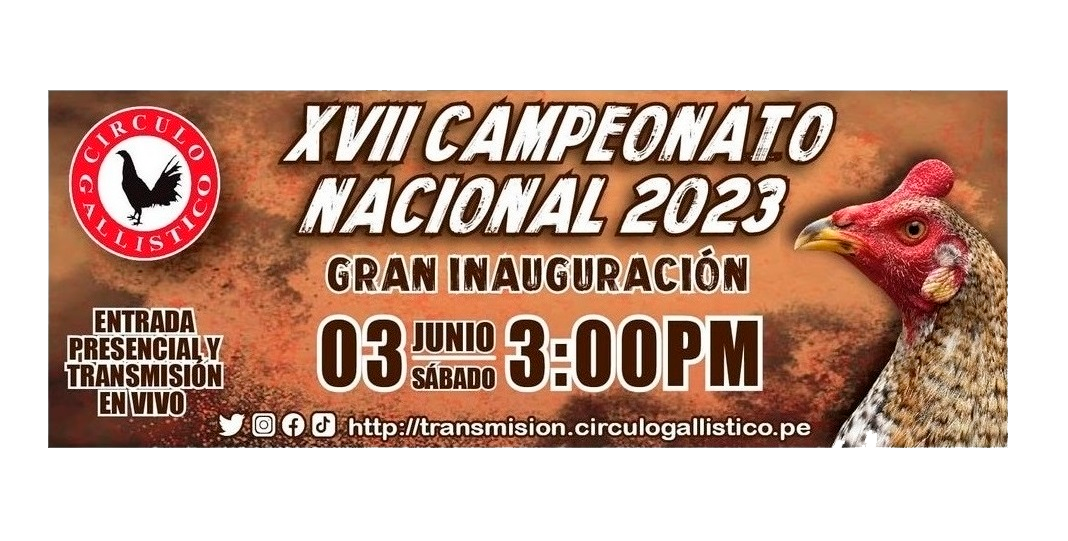 CIRCULO
GALLISTICO
XVII CAMPEONATO
NACIONAL 2023
GRAN INAUGURACIÓN
03 JUNIO
SÁBADO
3:00PM
ENTRADA
PRESENCIAL Y
TRANSMISIÓN
EN VIVO
http://transmision.circulogallistico.pe